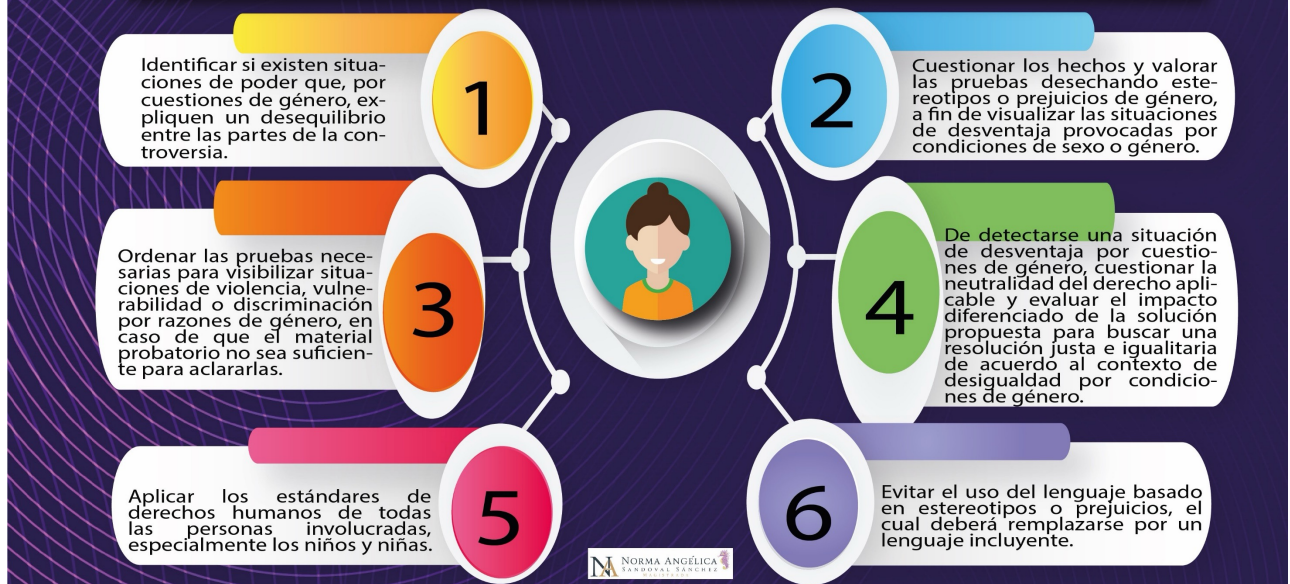 1
Identificar si existen situa-
ciones de poder que, por
cuestiones de género, ex-
pliquen un desequilibrio
entre las partes de la con-
troversia.
2
Cuestionar los hechos y valorar
las pruebas desechando este-
reotipos o prejuicios de género,
a fin de visualizar las situaciones
de desventaja provocadas por
condiciones de sexo o género.
3
Ordenar las pruebas nece-
sarias para visibilizar situa-
ciones de violencia, vulne-
rabilidad o discriminación
por razones de género, en
caso de que el material
probatorio no sea suficien-
te para aclararlas.
4
De detectarse una situación
de desventaja por cuestio-
nes de género, cuestionar la
neutralidad del derecho apli-
cable y evaluar el impacto
diferenciado de la solución
propuesta para buscar una
resolución justa e igualitaria
de acuerdo al contexto de
desigualdad por condicio-
nes de género.
5
Aplicar los estándares de
derechos humanos de todas
las personas involucradas,
especialmente los niños y niñas.
6
Evitar el uso del lenguaje basado
en estereotipos o prejuicios, el
cual deberá remplazarse por un
lenguaje incluyente.
NA
NORMA ANGÉLICA
SANDOVAL SÁNCHEZ
MAGISTRADA